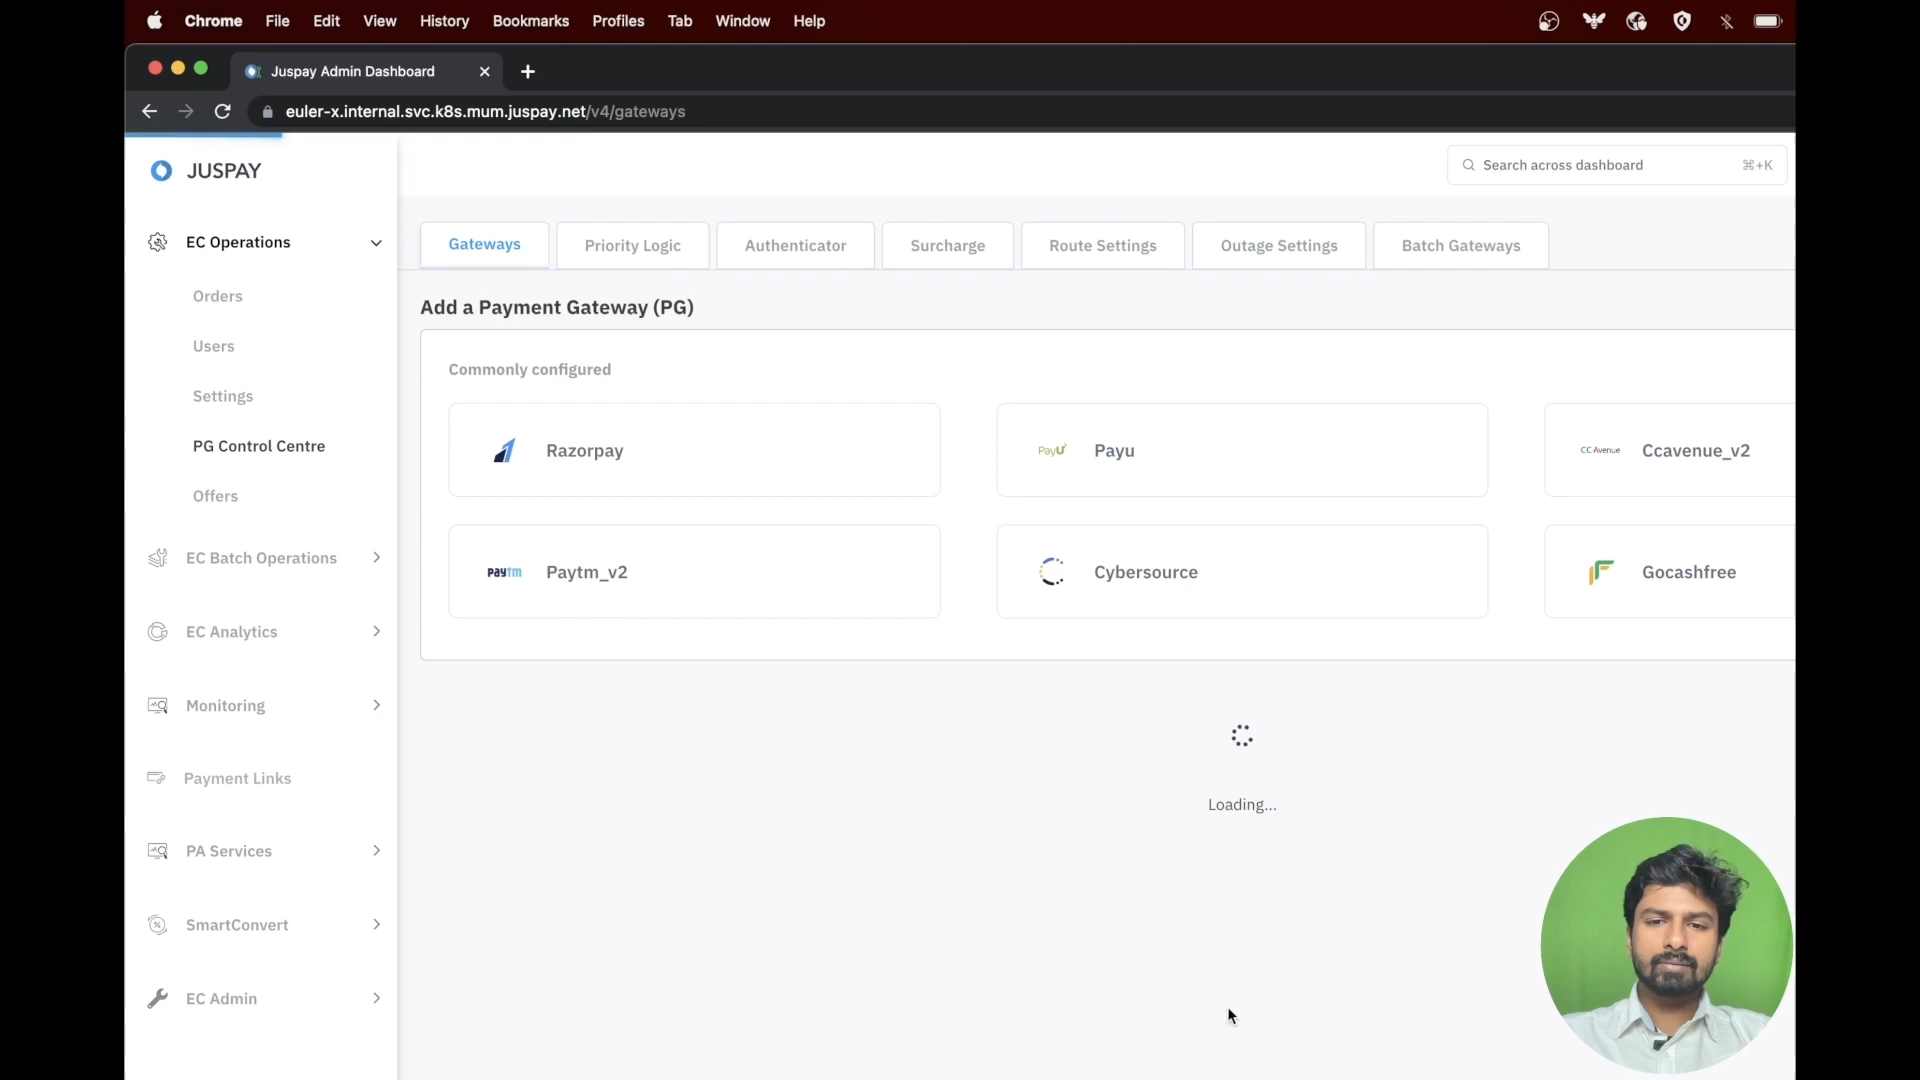 Chrome File Edit View History Bookmarks Profiles Tab Window Help
Juspay Admin Dashboard
euler-x.internal.svc.k8s.mum.juspay.net/v4/gateways
JUSPAY
Search across dashboard ⌘+K
EC Operations
Orders
Users
Settings
PG Control Centre
Offers
EC Batch Operations
EC Analytics
Monitoring
Payment Links
PA Services
SmartConvert
EC Admin
Gateways Priority Logic Authenticator Surcharge Route Settings Outage Settings Batch Gateways
Add a Payment Gateway (PG)
Commonly configured
Razorpay
PayU Payu
CC Avenue Ccavenue_v2
paytm Paytm_v2
Cybersource
Gocashfree
Loading...